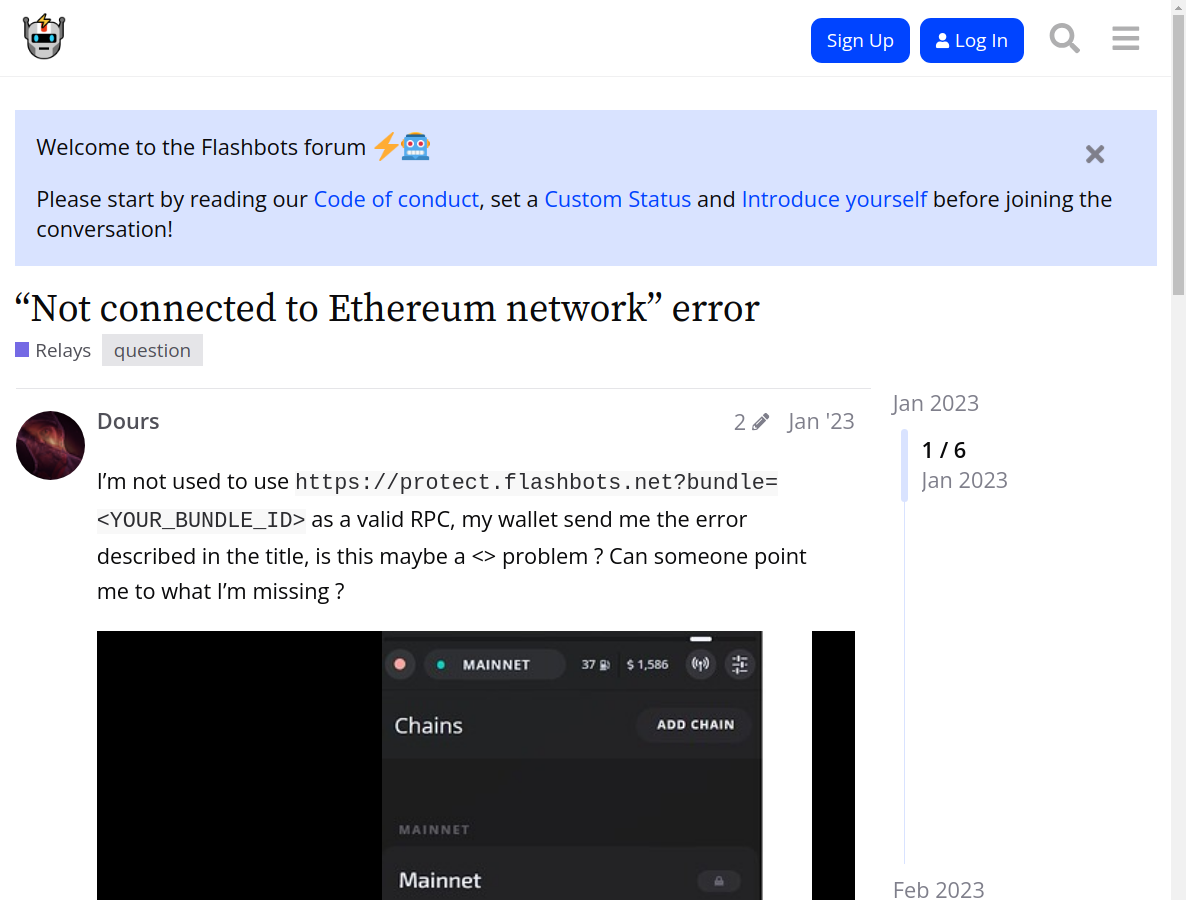 Sign Up
Log In
Welcome to the Flashbots forum
Please start by reading our Code of conduct, set a Custom Status and Introduce yourself before joining the
conversation!
“Not connected to Ethereum network” error
Relays question
Dours 2 Jan '23
I’m not used to use https://protect.flashbots.net?bundle=
<YOUR_BUNDLE_ID> as a valid RPC, my wallet send me the error
described in the title, is this maybe a <> problem ? Can someone point
me to what I’m missing ?
MAINNET 37 $ 1,586
Chains ADD CHAIN
MAINNET
Mainnet
Jan 2023
1 / 6
Jan 2023
Feb 2023